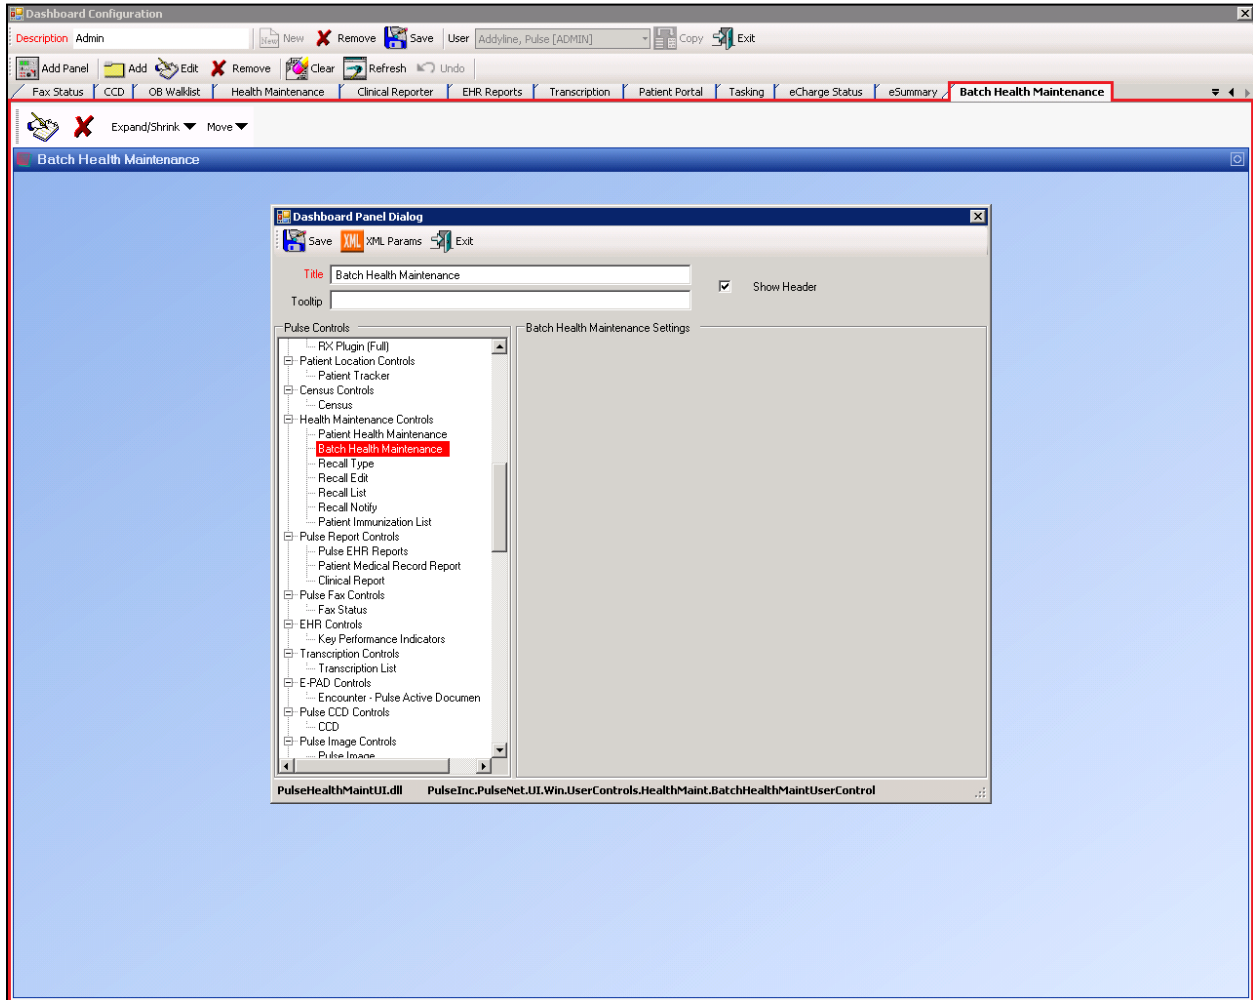 Dashboard Configuration
Description Admin New Remove Save User Addyline, Pulse [ADMIN] Copy Exit
Add Panel Add Edit Remove Clear Refresh Undo
Fax Status CCD OB Walklist Health Maintenance Clinical Reporter EHR Reports Transcription Patient Portal Tasking eCharge Status eSummary Batch Health Maintenance
Expand/Shrink Move
Batch Health Maintenance
Dashboard Panel Dialog
Save XML XML Params Exit
Title Batch Health Maintenance
Show Header
Tooltip
Pulse Controls Batch Health Maintenance Settings
RX Plugin (Full)
Patient Location Controls
Patient Tracker
Census Controls
Census
Health Maintenance Controls
Patient Health Maintenance
Batch Health Maintenance
Recall Type
Recall Edit
Recall List
Recall Notify
Patient Immunization List
Pulse Report Controls
Pulse EHR Reports
Patient Medical Record Report
Clinical Report
Pulse Fax Controls
Fax Status
EHR Controls
Key Performance Indicators
Transcription Controls
Transcription List
E-PAD Controls
Encounter - Pulse Active Documen
Pulse CCD Controls
CCD
Pulse Image Controls
Pulse Image
PulseHealthMaintUI.dll PulseInc.PulseNet.UI.Win.UserControls.HealthMaint.BatchHealthMaintUserControl